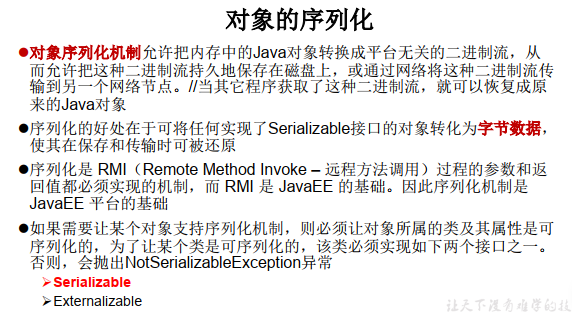 对象的序列化
●对象序列化机制允许把内存中的Java对象转换成平台无关的二进制流，从
而允许把这种二进制流持久地保存在磁盘上，或通过网络将这种二进制流传
输到另一个网络节点。//当其它程序获取了这种二进制流，就可以恢复成原
来的Java对象
●序列化的好处在于可将任何实现了Serializable接口的对象转化为字节数据，
使其在保存和传输时可被还原
●序列化是 RMI（Remote Method Invoke – 远程方法调用）过程的参数和返
回值都必须实现的机制，而 RMI 是 JavaEE 的基础。因此序列化机制是
JavaEE 平台的基础
●如果需要让某个对象支持序列化机制，则必须让对象所属的类及其属性是可
序列化的，为了让某个类是可序列化的，该类必须实现如下两个接口之一。
否则，会抛出NotSerializableException异常
➢Serializable
➢Externalizable
让天下没有难学的技